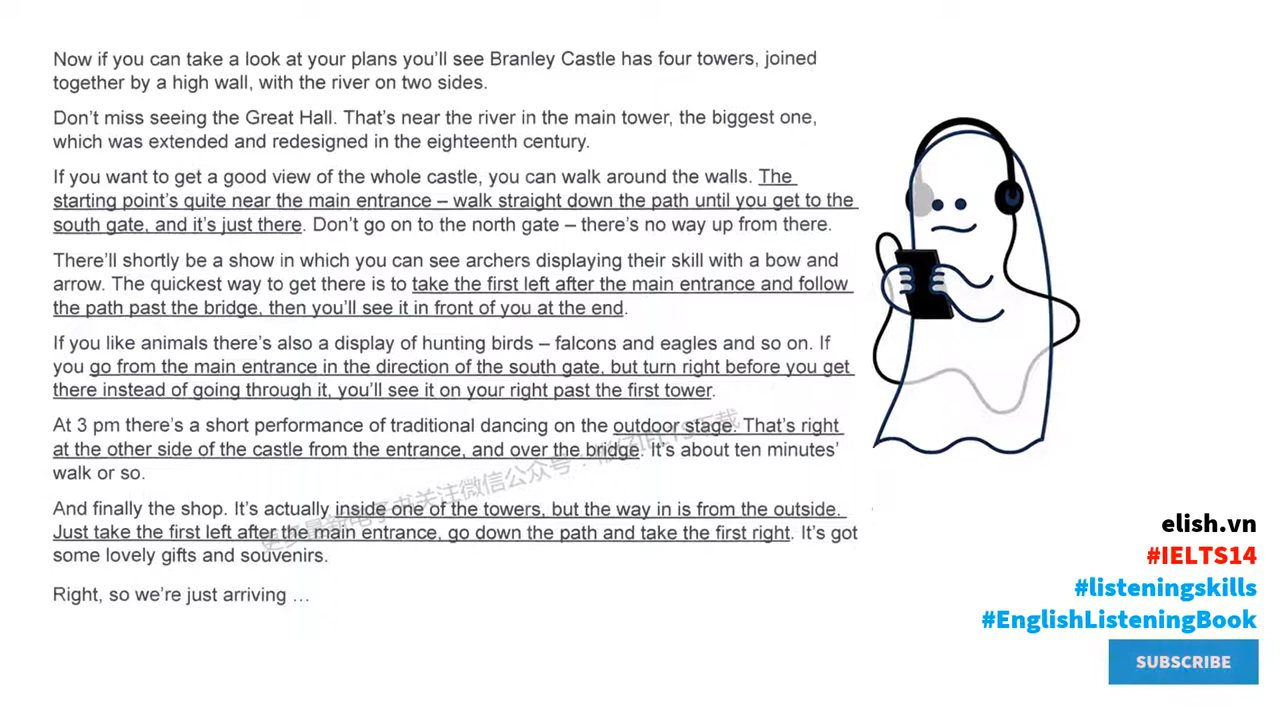 Now if you can take a look at your plans you'll see Branley Castle has four towers, joined
together by a high wall, with the river on two sides.
Don't miss seeing the Great Hall. That's near the river in the main tower, the biggest one,
which was extended and redesigned in the eighteenth century.
If you want to get a good view of the whole castle, you can walk around the walls. The
starting point's quite near the main entrance – walk straight down the path until you get to the
south gate, and it's just there. Don't go on to the north gate – there's no way up from there.
There'll shortly be a show in which you can see archers displaying their skill with a bow and
arrow. The quickest way to get there is to take the first left after the main entrance and follow
the path past the bridge, then you'll see it in front of you at the end.
If you like animals there's also a display of hunting birds – falcons and eagles and so on. If
you go from the main entrance in the direction of the south gate, but turn right before you get
there instead of going through it, you'll see it on your right past the first tower.
At 3 pm there's a short performance of traditional dancing on the outdoor stage. That's right
at the other side of the castle from the entrance, and over the bridge. It's about ten minutes'
walk or so.
And finally the shop. It's actually inside one of the towers, but the way in is from the outside.
Just take the first left after the main entrance, go down the path and take the first right. It's got
some lovely gifts and souvenirs.
Right, so we're just arriving …
关注微信公众号：
elish.vn
#IELTS14
#listeningskills
#EnglishListeningBook
SUBSCRIBE